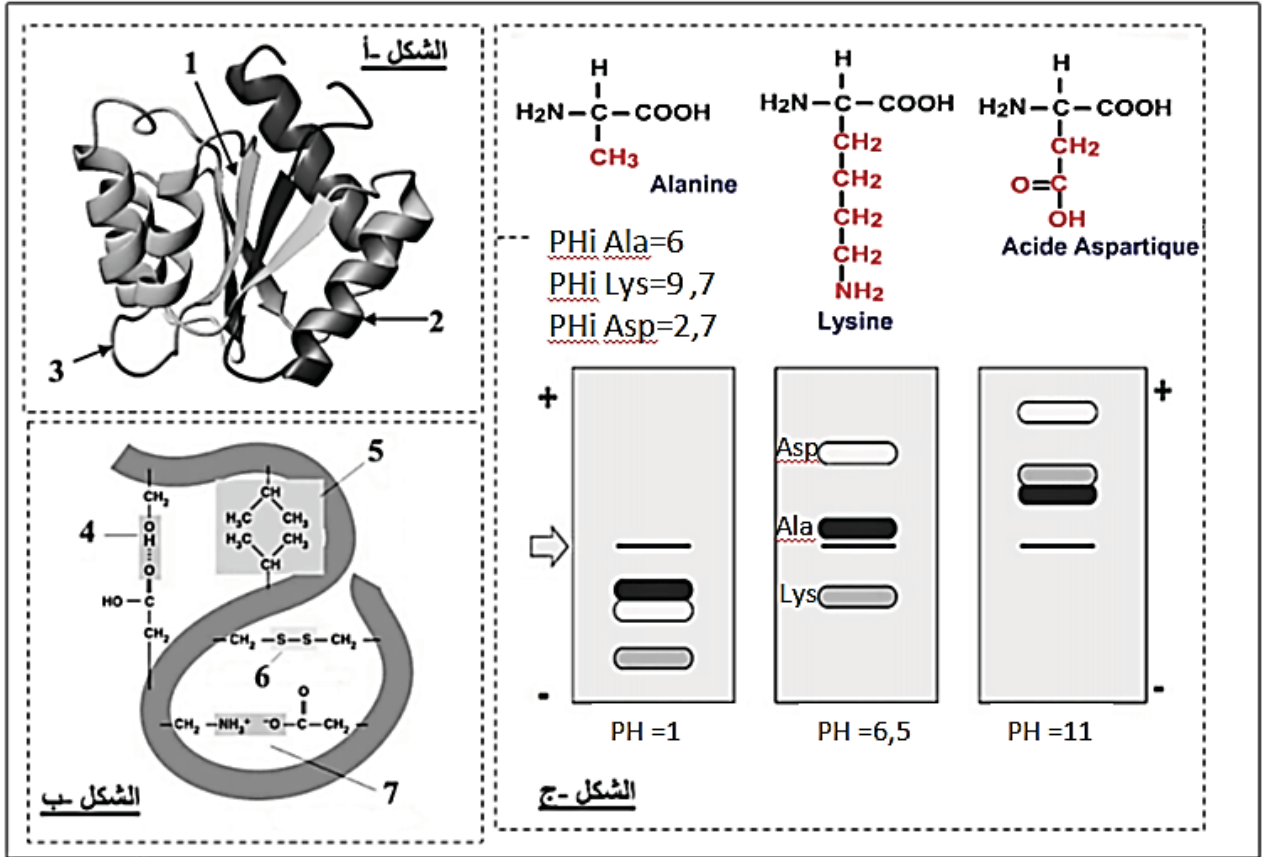 الشكل -أ
1
2
3
الشكل -ب
4
5
6
7
CH2
O
H
O
C
HO
CH2
CH
H3C CH3
H3C CH3
CH
CH2 S S CH2
CH2 NH3+ -O C CH2
O
H
H2N C COOH
CH3
Alanine
H
H2N C COOH
CH2
CH2
CH2
CH2
NH2
Lysine
H
H2N C COOH
CH2
O=C
OH
Acide Aspartique
PHi Ala=6
PHi Lys=9,7
PHi Asp=2,7
+
-
Asp
Ala
Lys
+
-
PH =1
PH =6,5
PH =11
الشكل -ج